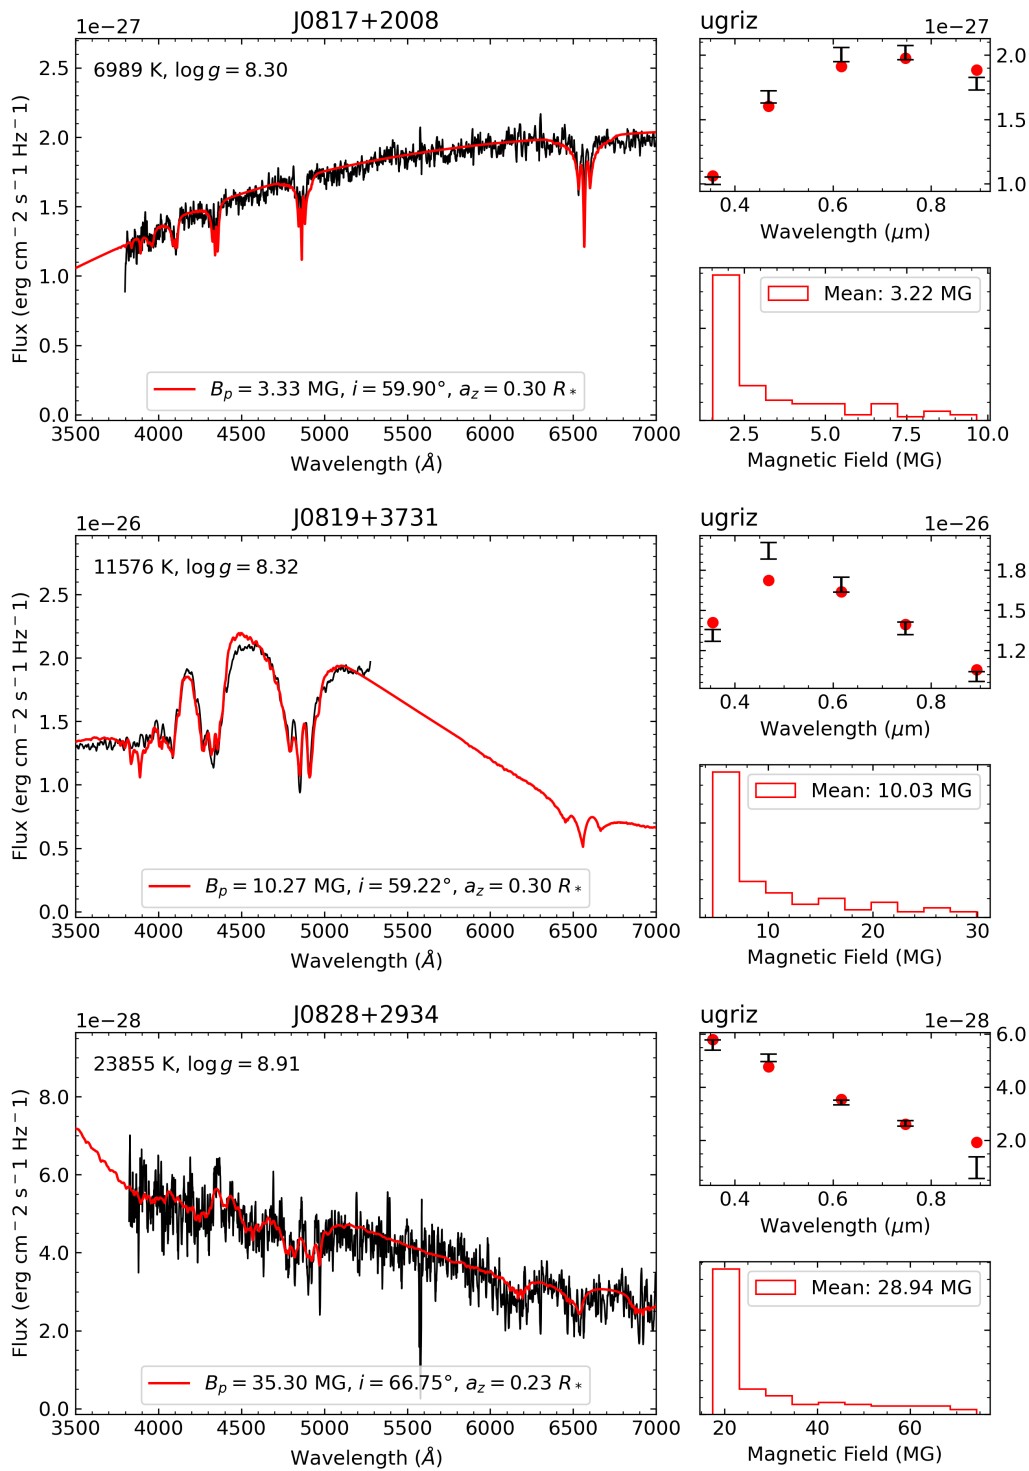 1e−27
J0817+2008
6989 K, log g = 8.30
Flux (erg cm−2 s−1 Hz−1)
2.5
2.0
1.5
1.0
0.5
0.0
B_p = 3.33 MG, i = 59.90°, a_z = 0.30 R_*
3500 4000 4500 5000 5500 6000 6500 7000
Wavelength (Å)
ugriz
1e−27
2.0
1.5
1.0
0.4 0.6 0.8
Wavelength (μm)
Mean: 3.22 MG
2.5 5.0 7.5 10.0
Magnetic Field (MG)
1e−26
J0819+3731
11576 K, log g = 8.32
Flux (erg cm−2 s−1 Hz−1)
2.5
2.0
1.5
1.0
0.5
0.0
B_p = 10.27 MG, i = 59.22°, a_z = 0.30 R_*
3500 4000 4500 5000 5500 6000 6500 7000
Wavelength (Å)
ugriz
1e−26
1.8
1.5
1.2
0.4 0.6 0.8
Wavelength (μm)
Mean: 10.03 MG
10 20 30
Magnetic Field (MG)
1e−28
J0828+2934
23855 K, log g = 8.91
Flux (erg cm−2 s−1 Hz−1)
8.0
6.0
4.0
2.0
0.0
B_p = 35.30 MG, i = 66.75°, a_z = 0.23 R_*
3500 4000 4500 5000 5500 6000 6500 7000
Wavelength (Å)
ugriz
1e−28
6.0
4.0
2.0
0.4 0.6 0.8
Wavelength (μm)
Mean: 28.94 MG
20 40 60
Magnetic Field (MG)